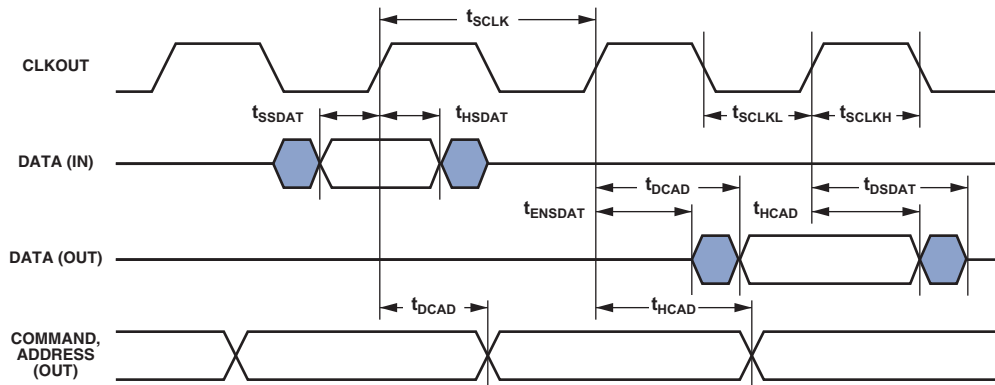 tSCLK
CLKOUT
tSSDAT
tHSDAT
tSCLKL
tSCLKH
DATA (IN)
tDCAD
tDSDAT
tENSDAT
tHCAD
DATA (OUT)
tDCAD
tHCAD
COMMAND,
ADDRESS
(OUT)